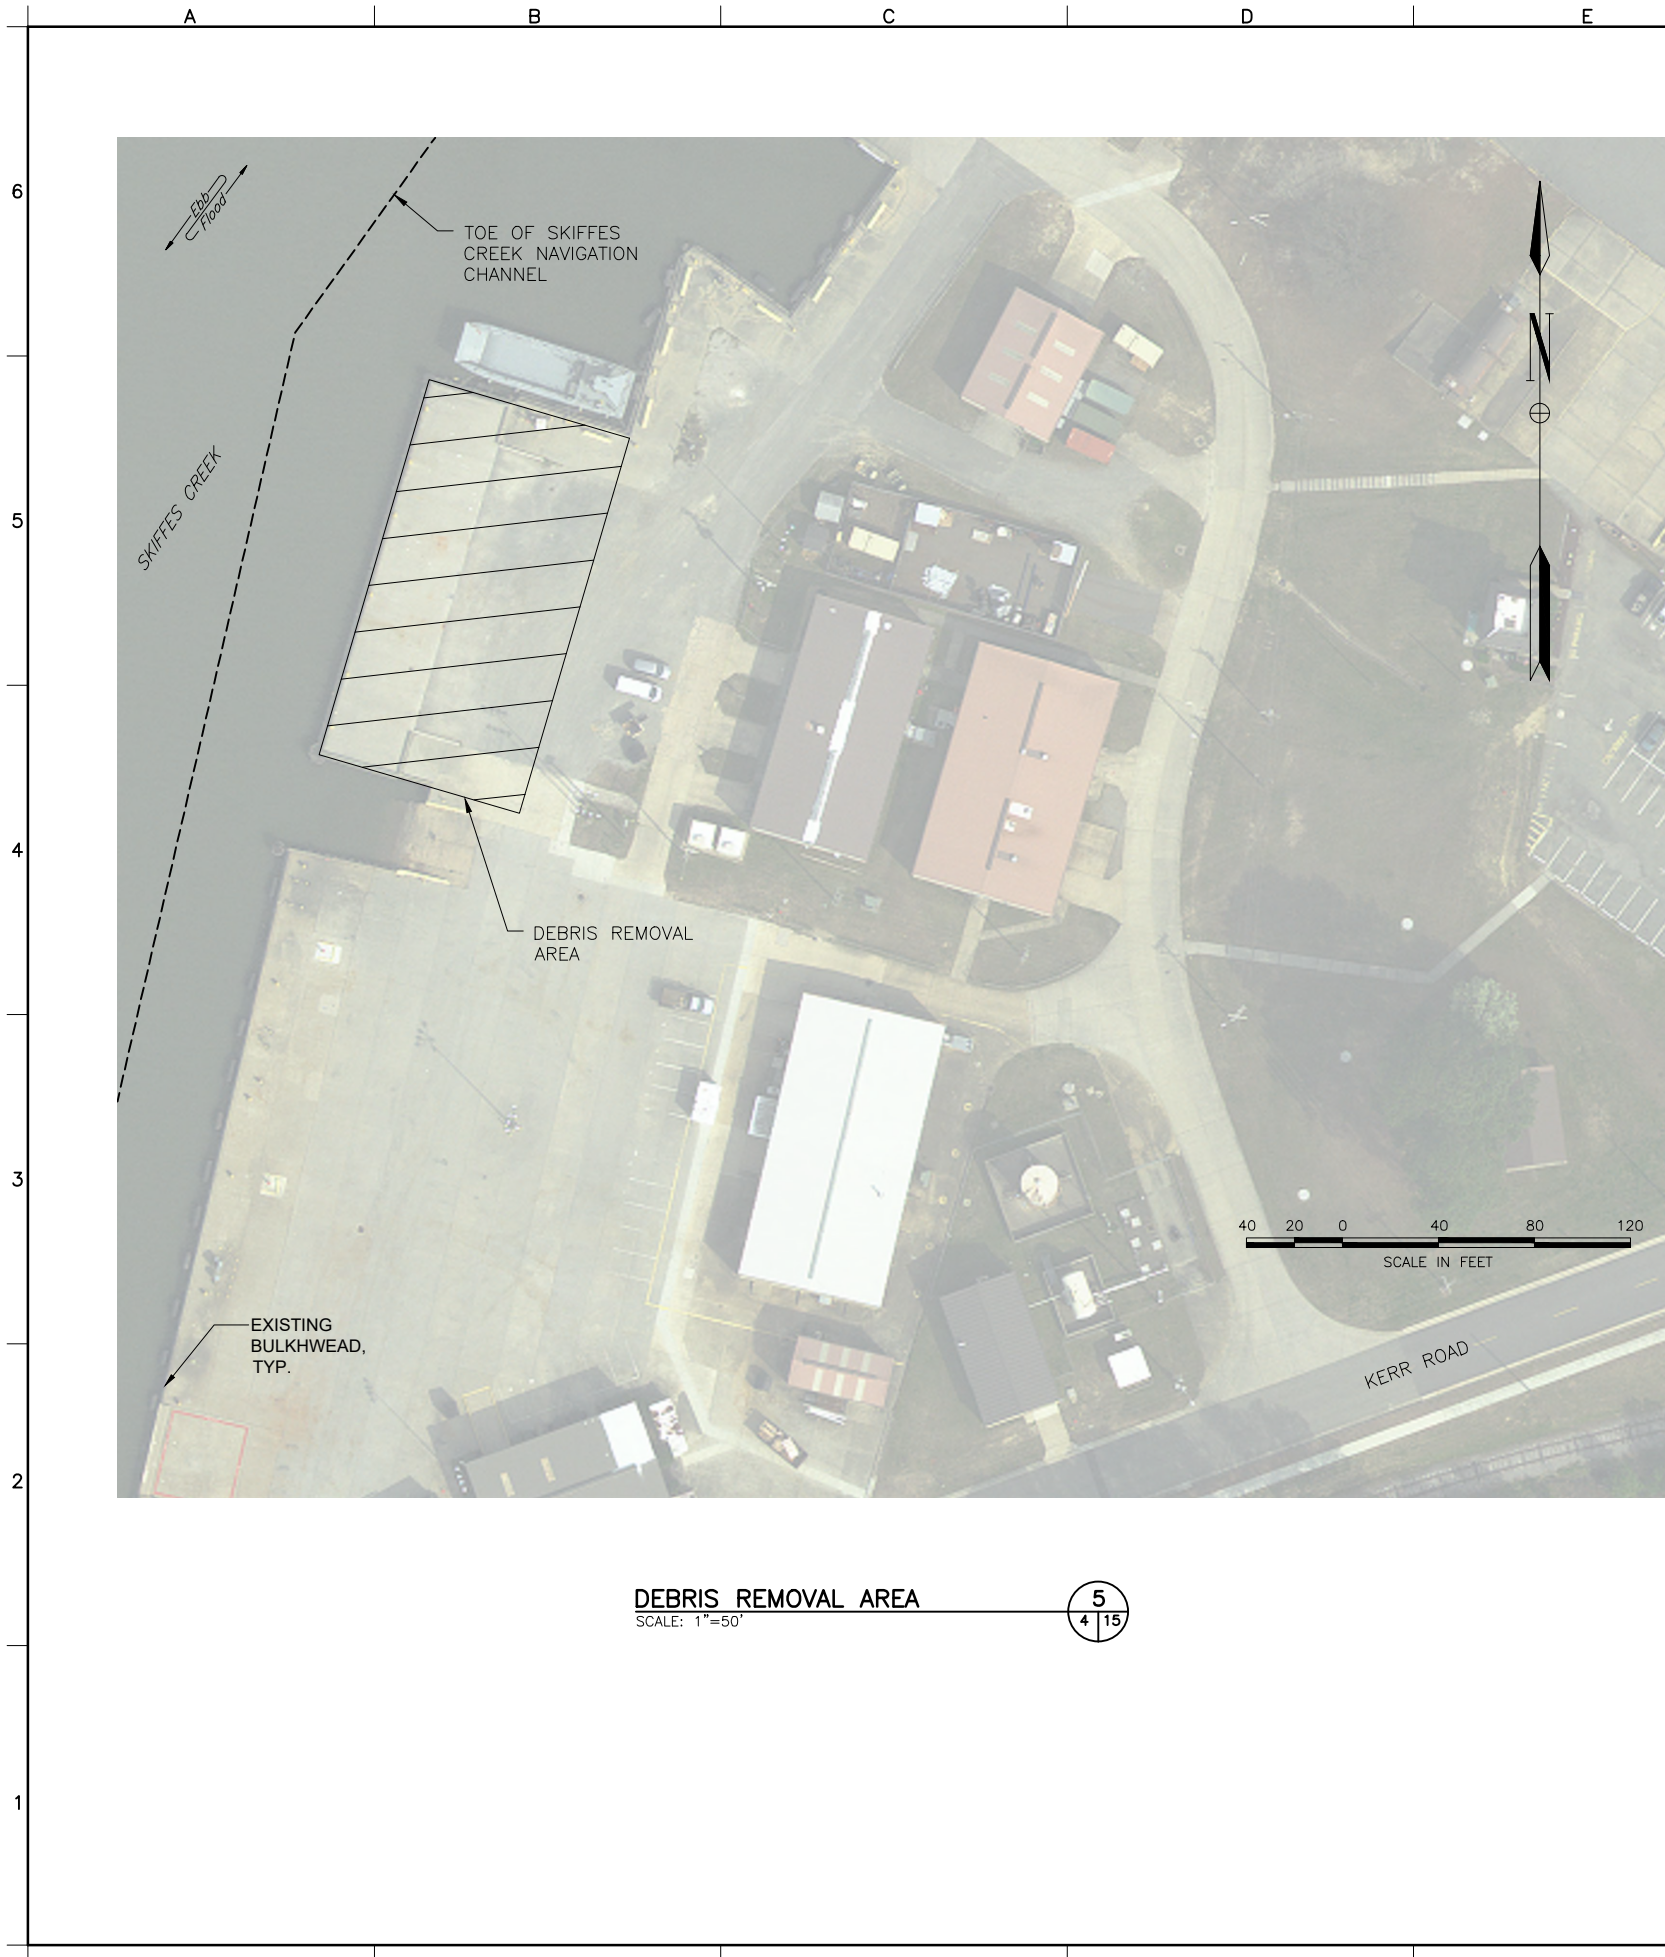 A
B
C
D
E
6
Ebb
Flood
TOE OF SKIFFES
CREEK NAVIGATION
CHANNEL
N
SKIFFES CREEK
5
4
DEBRIS REMOVAL
AREA
3
40 20 0 40 80 120
SCALE IN FEET
EXISTING
BULKHWEAD,
TYP.
KERR ROAD
2
DEBRIS REMOVAL AREA
SCALE: 1"=50'
5
4 15
1